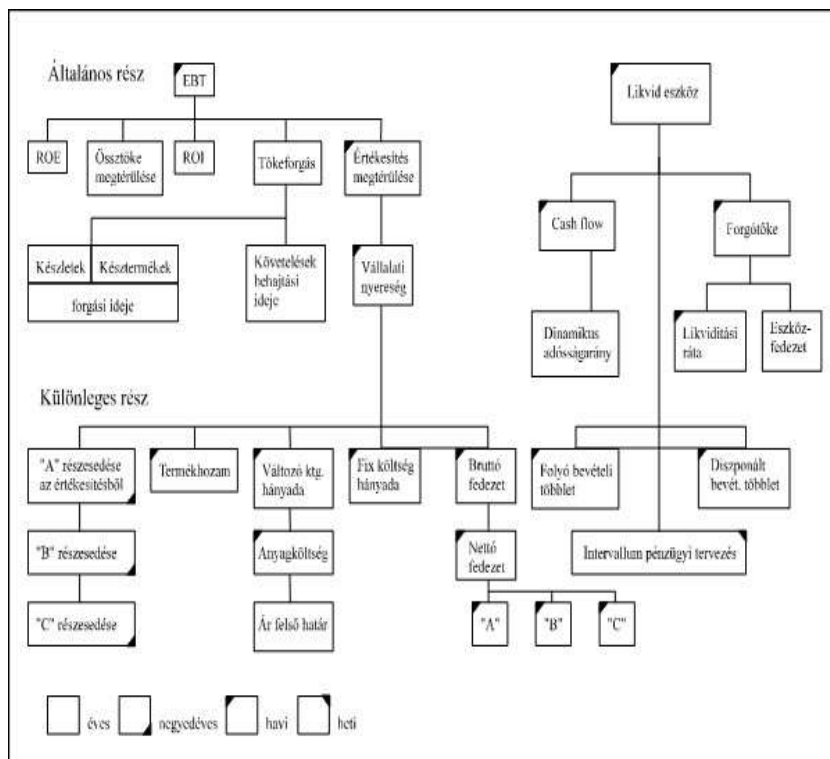 Általános rész
EBT
Likvid eszköz
ROE
Össztöke
megtérülése
ROI
Tökeforgás
Értékesítés
megtérülése
Cash flow
Forgótöke
Készletek
Késztermékek
forgási ideje
Követelések
behajtási
ideje
Vállalati
nyereség
Dinamikus
adósságarány
Likviditási
ráta
Eszköz-
fedezet
Különleges rész
"A" részesedése
az értékesítésből
Termékhozam
Változó ktg.
hányada
Fix költség
hányada
Bruttó
fedezet
Folyó bevételi
többlet
Diszponált
bevét. többlet
"B" részesedése
Anyagköltség
Nettó
fedezet
Intervallum pénzügyi tervezés
"C" részesedése
Ár felső határ
"A"
"B"
"C"
éves
negyedéves
havi
heti